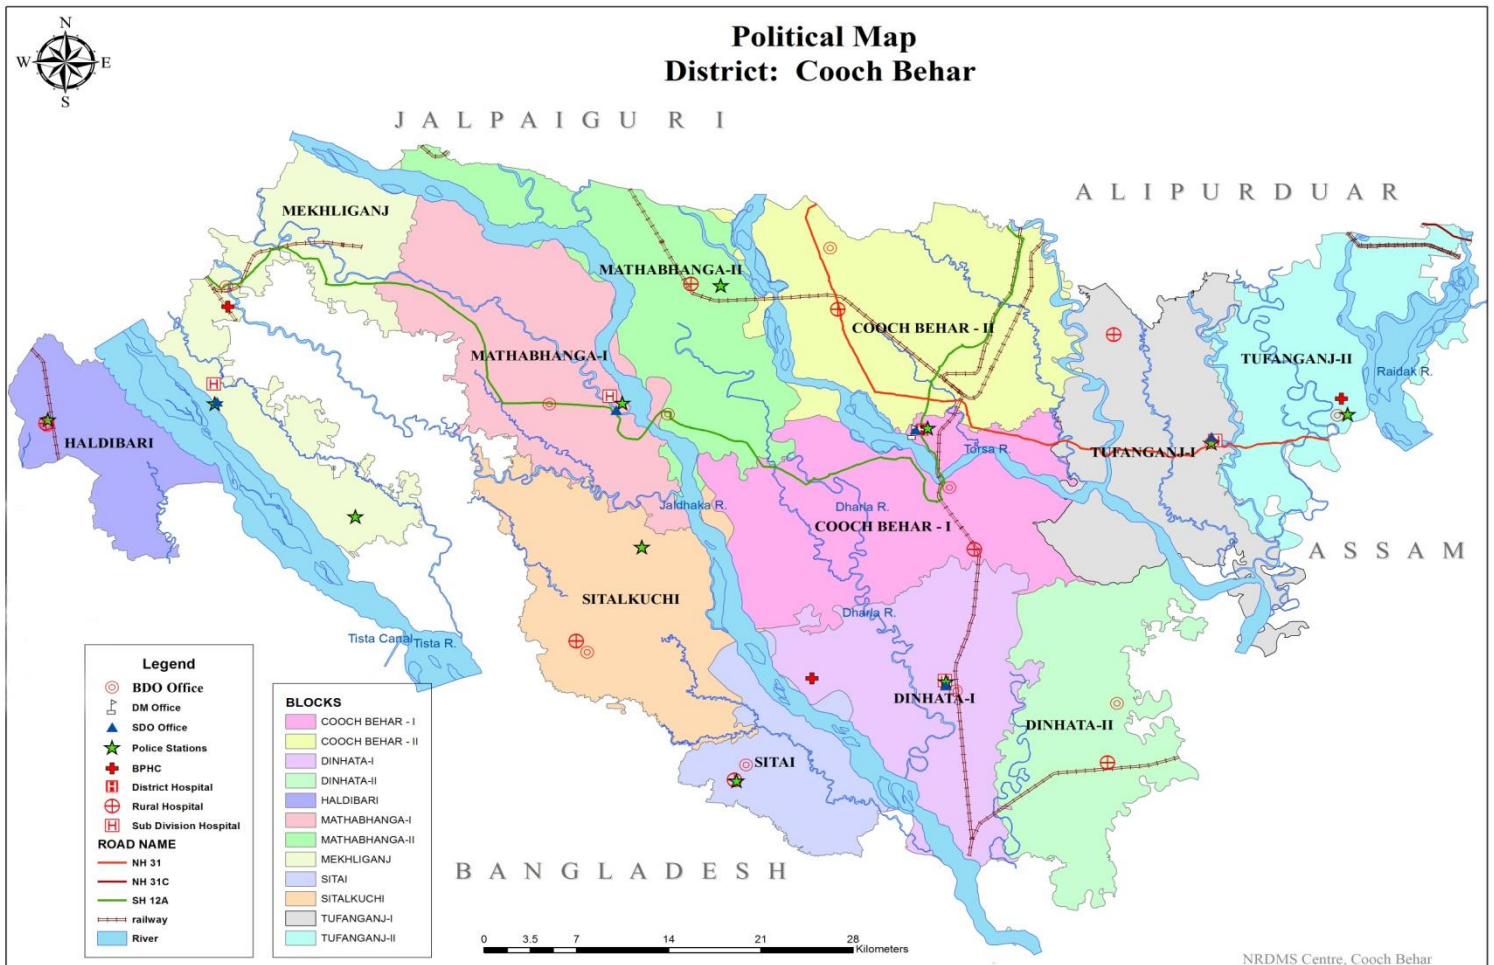 Political Map
District: Cooch Behar
N
W E
S
JALPAIGURI
ALIPURDUAR
MEKHLIGANJ
MATHABHANGA-II
COOCH BEHAR - II
MATHABHANGA-I
TUFANGANJ-II
Raidak R.
HALDIBARI
Torsa R.
TUFANGANJ-I
Jaldhaka R.
Dharla R.
COOCH BEHAR - I
ASSAM
SITALKUCHI
Dharla R.
Tista Canal
Tista R.
DINHATA-I
DINHATA-II
SITAI
BANGLADESH
Legend
BDO Office
DM Office
SDO Office
Police Stations
BPHC
H District Hospital
Rural Hospital
H Sub Division Hospital
ROAD NAME
NH 31
NH 31C
SH 12A
railway
River
BLOCKS
COOCH BEHAR - I
COOCH BEHAR - II
DINHATA-I
DINHATA-II
HALDIBARI
MATHABHANGA-I
MATHABHANGA-II
MEKHLIGANJ
SITAI
SITALKUCHI
TUFANGANJ-I
TUFANGANJ-II
0 3.5 7 14 21 28
Kilometers
NRDMS Centre, Cooch Behar